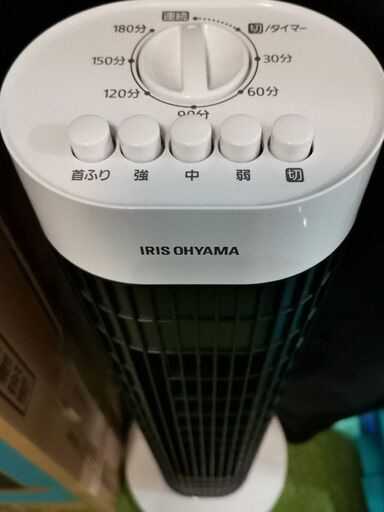 連続
180分
切/タイマー
150分
30分
120分
60分
90分
首ふり 強 中 弱 切
IRIS OHYAMA